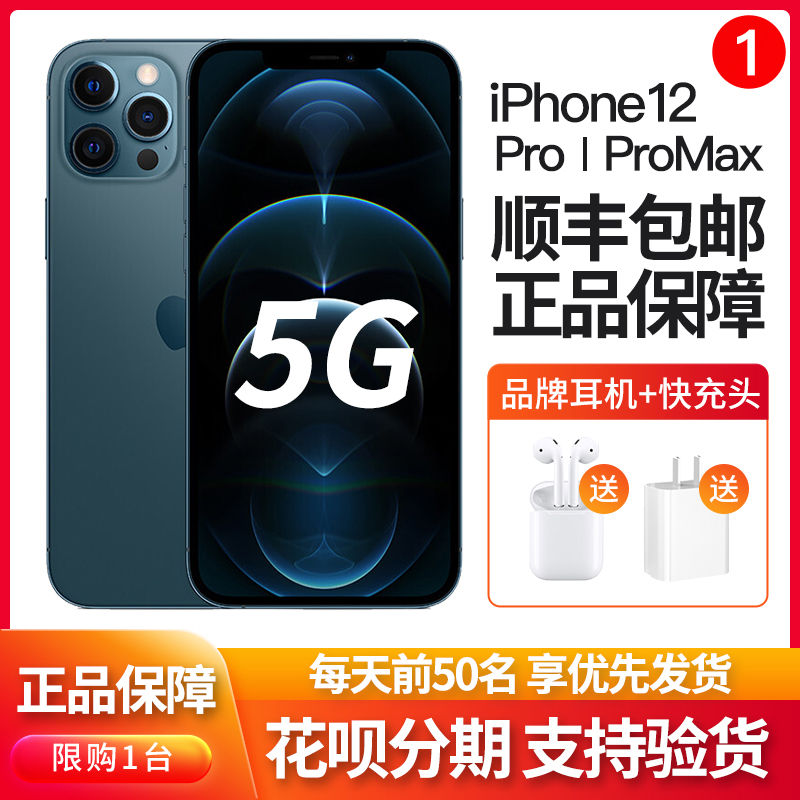 1
iPhone12
Pro | ProMax
顺丰包邮
正品保障
5G
品牌耳机+快充头
送
送
正品保障
限购1台
每天前50名 享优先发货
花呗分期 支持验货